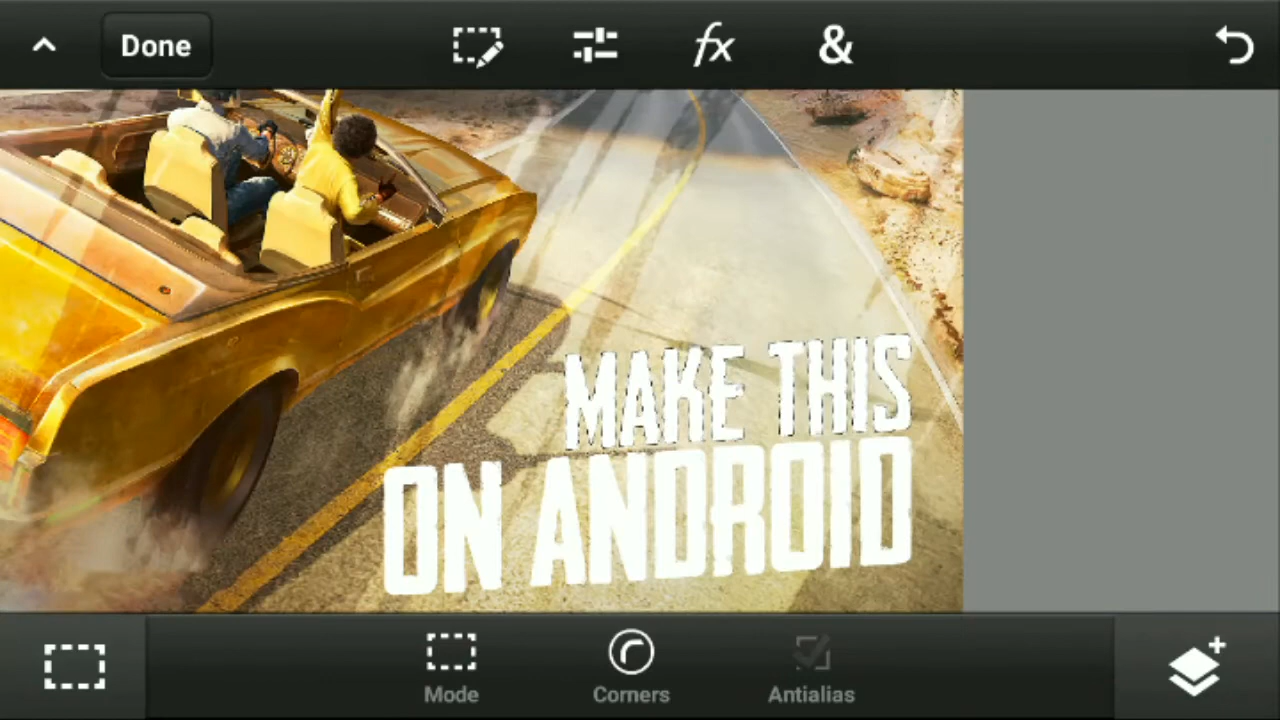 Done
fx
&
MAKE THIS
ON ANDROID
Mode
Corners
Antialias